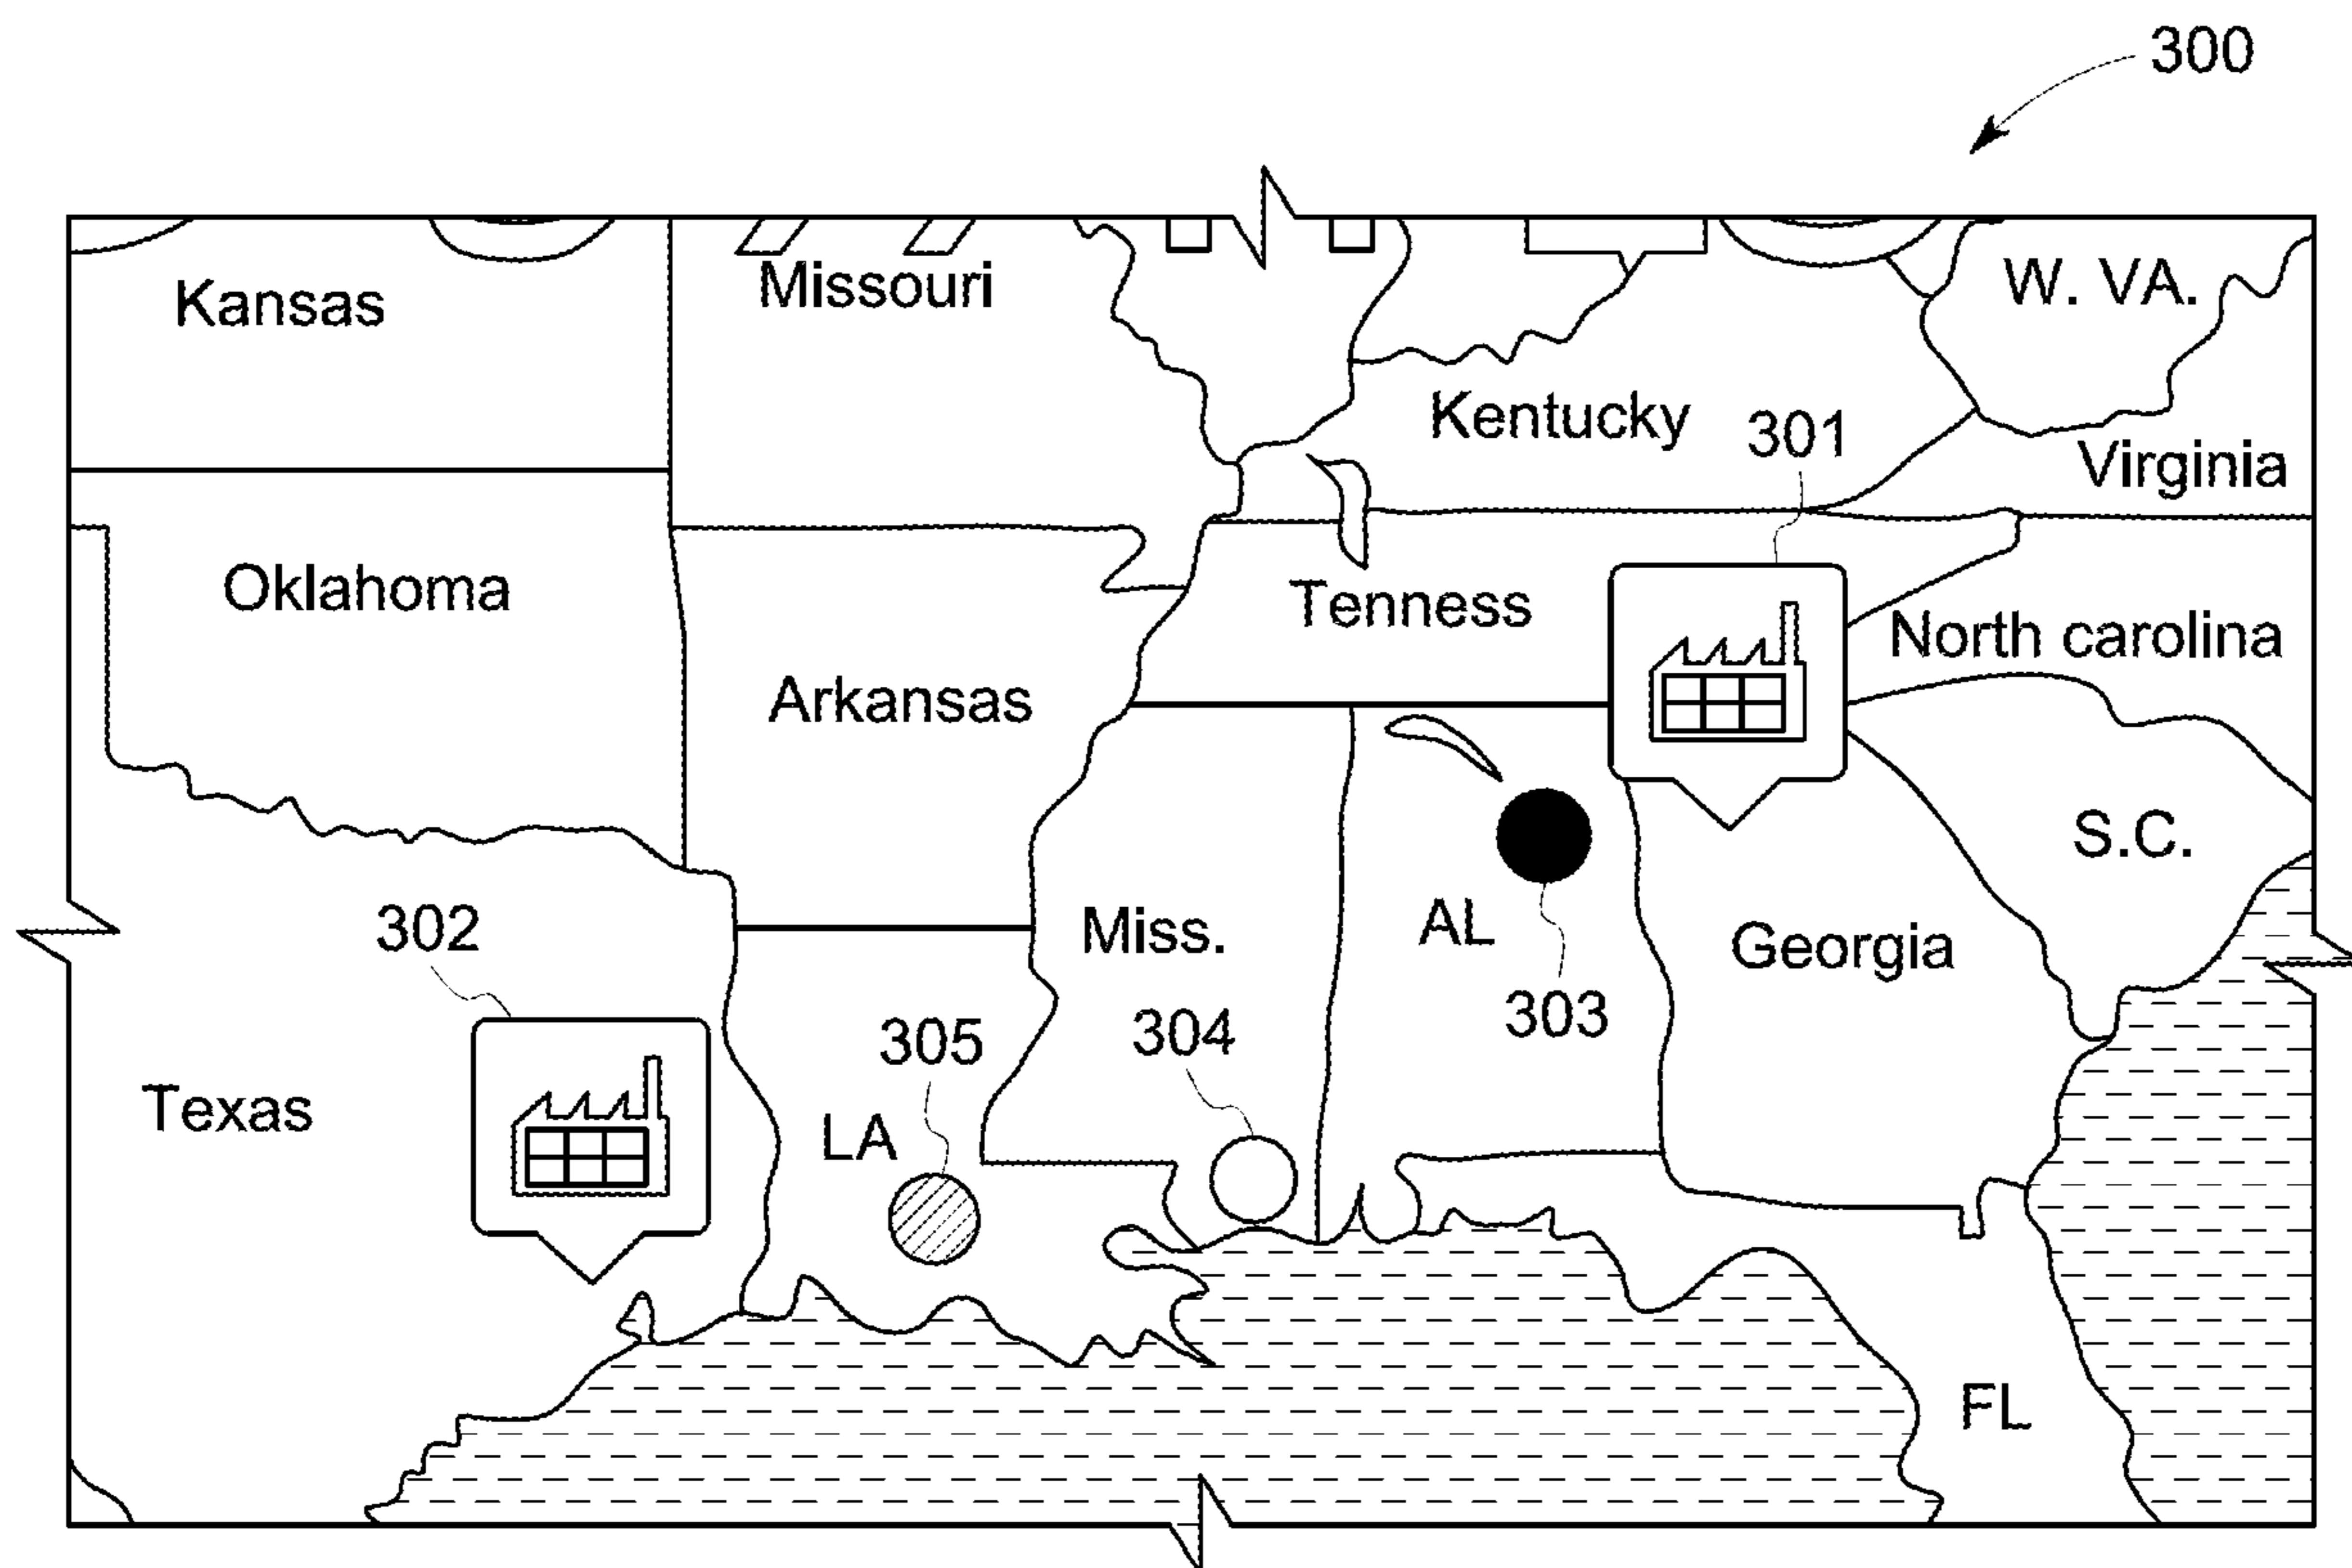 300
Kansas
Missouri
W. VA.
Kentucky
301
Virginia
Oklahoma
Tenness
North carolina
Arkansas
S.C.
302
Miss.
AL
Georgia
305
304
303
Texas
LA
FL